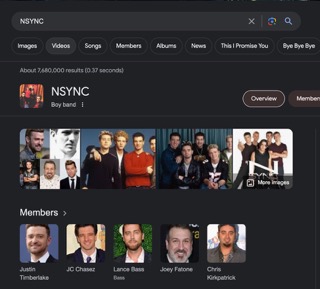 NSYNC
Images Videos Songs Members Albums News This I Promise You Bye Bye Bye
About 7,680,000 results (0.37 seconds)
NSYNC
Boy band
Overview Members
More images
Members
Justin Timberlake
JC Chasez
Lance Bass
Bass
Joey Fatone
Chris Kirkpatrick